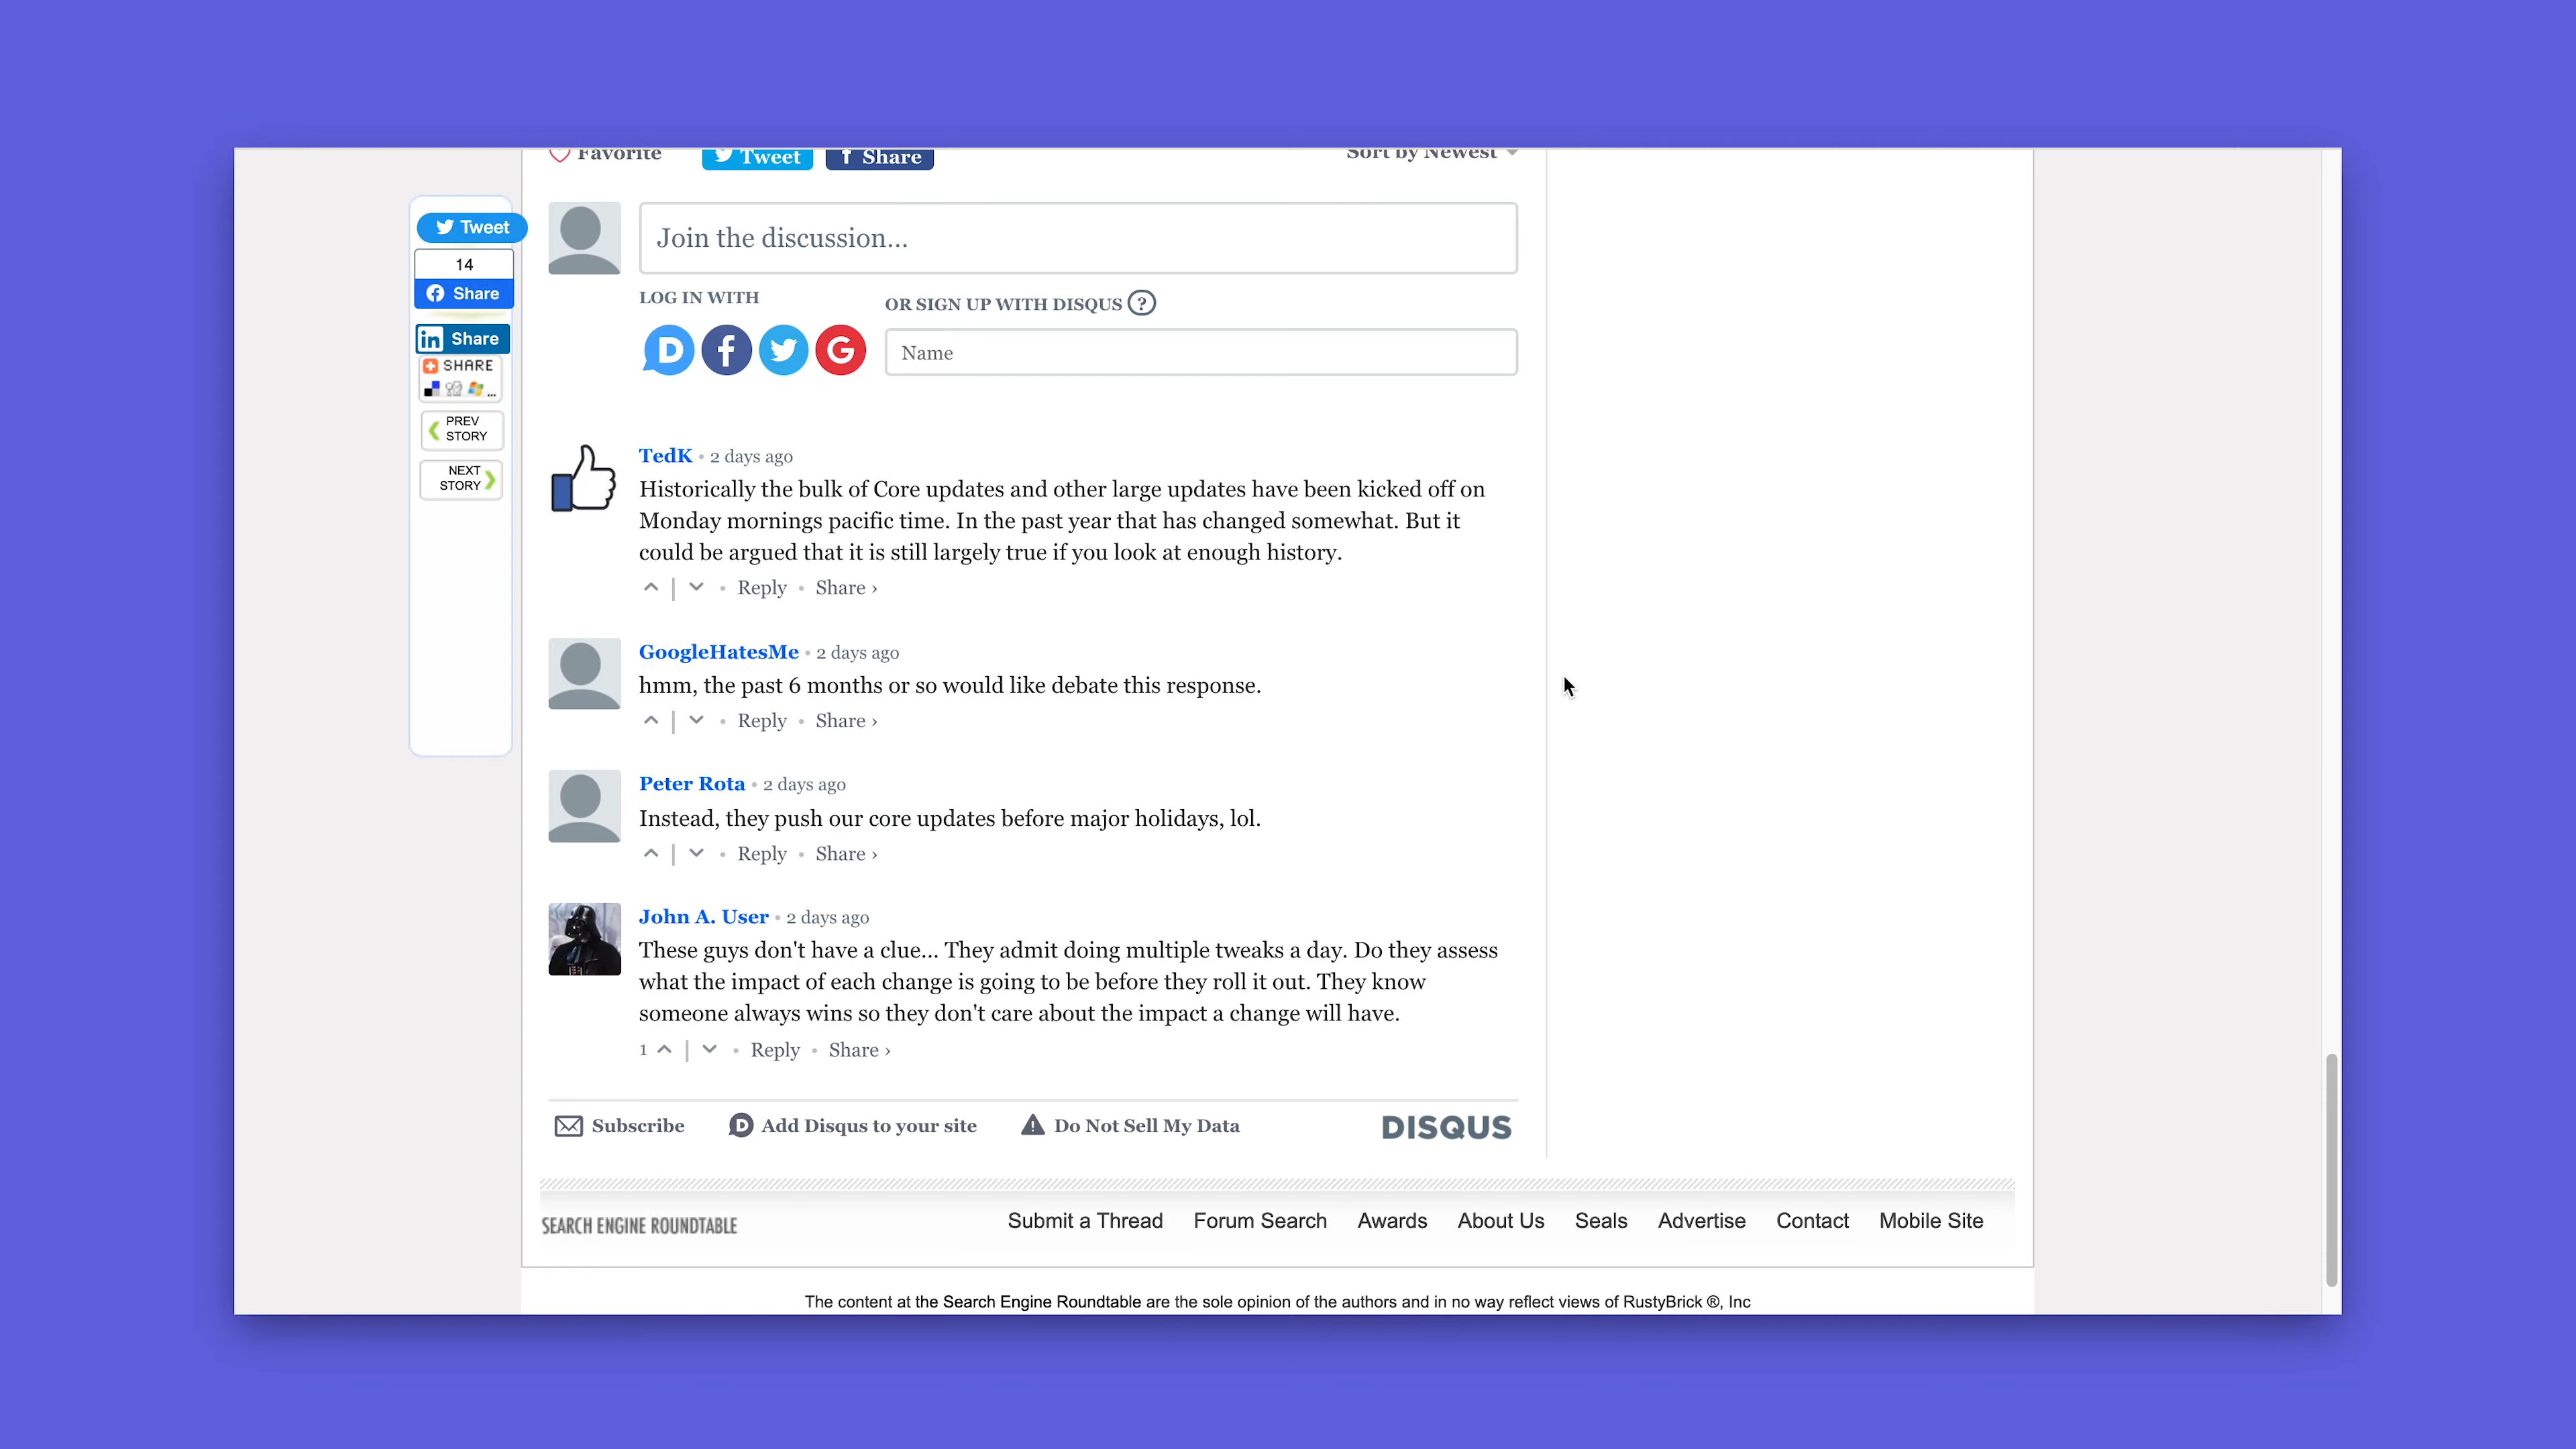 Favorite
Tweet
Share
Sort by Newest
Tweet
14
Share
Share
SHARE
...
PREV
STORY
NEXT
STORY
Join the discussion...
LOG IN WITH
OR SIGN UP WITH DISQUS ?
Name
TedK • 2 days ago
Historically the bulk of Core updates and other large updates have been kicked off on
Monday mornings pacific time. In the past year that has changed somewhat. But it
could be argued that it is still largely true if you look at enough history.
• Reply • Share ›
GoogleHatesMe • 2 days ago
hmm, the past 6 months or so would like debate this response.
• Reply • Share ›
Peter Rota • 2 days ago
Instead, they push our core updates before major holidays, lol.
• Reply • Share ›
John A. User • 2 days ago
These guys don't have a clue... They admit doing multiple tweaks a day. Do they assess
what the impact of each change is going to be before they roll it out. They know
someone always wins so they don't care about the impact a change will have.
1 • Reply • Share ›
Subscribe
Add Disqus to your site
Do Not Sell My Data
DISQUS
SEARCH ENGINE ROUNDTABLE
Submit a Thread Forum Search Awards About Us Seals Advertise Contact Mobile Site
The content at the Search Engine Roundtable are the sole opinion of the authors and in no way reflect views of RustyBrick ®, Inc